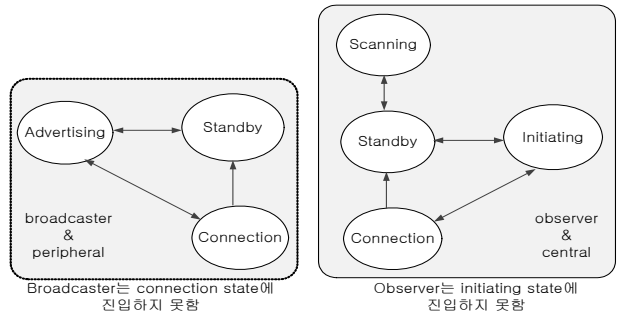 Advertising
Standby
Connection
broadcaster
&
peripheral
Broadcaster는 connection state에
진입하지 못함
Scanning
Standby
Initiating
Connection
observer
&
central
Observer는 initiating state에
진입하지 못함